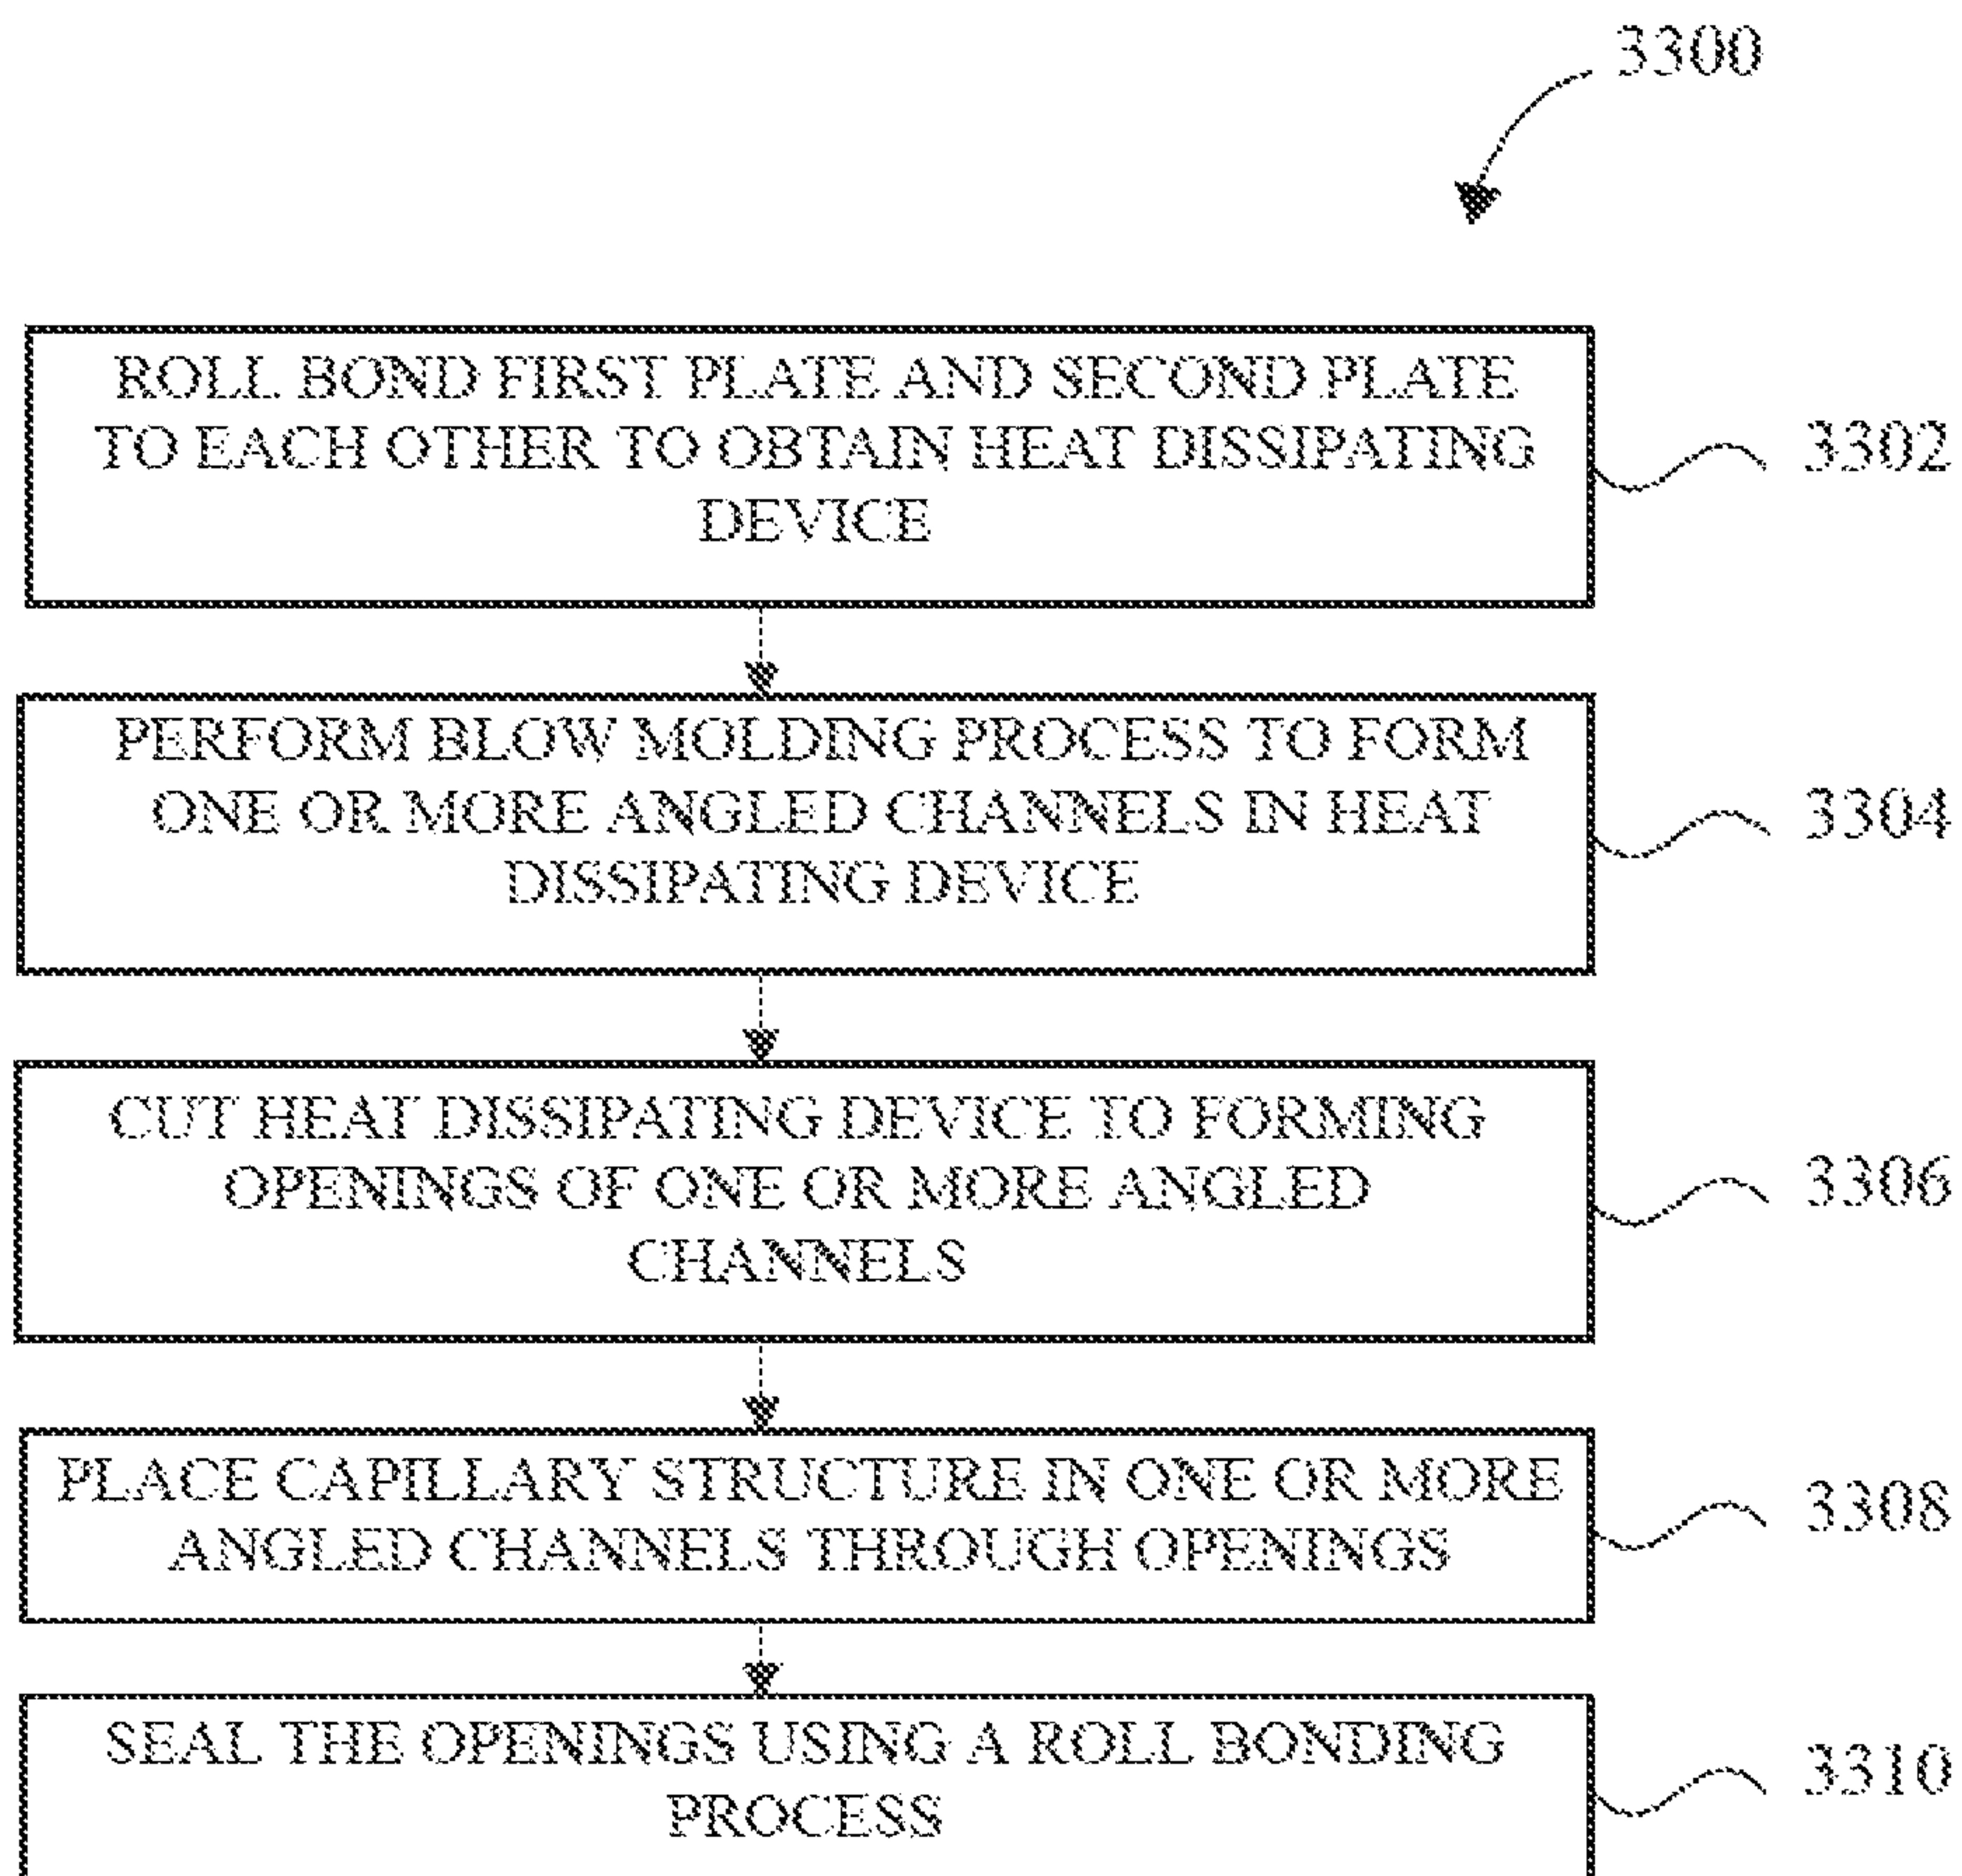 3300
ROLL BOND FIRST PLATE AND SECOND PLATE
TO EACH OTHER TO OBTAIN HEAT DISSIPATING
DEVICE
3302
PERFORM BLOW MOLDING PROCESS TO FORM
ONE OR MORE ANGLED CHANNELS IN HEAT
DISSIPATING DEVICE
3304
CUT HEAT DISSIPATING DEVICE TO FORMING
OPENINGS OF ONE OR MORE ANGLED
CHANNELS
3306
PLACE CAPILLARY STRUCTURE IN ONE OR MORE
ANGLED CHANNELS THROUGH OPENINGS
3308
SEAL THE OPENINGS USING A ROLL BONDING
PROCESS
3310